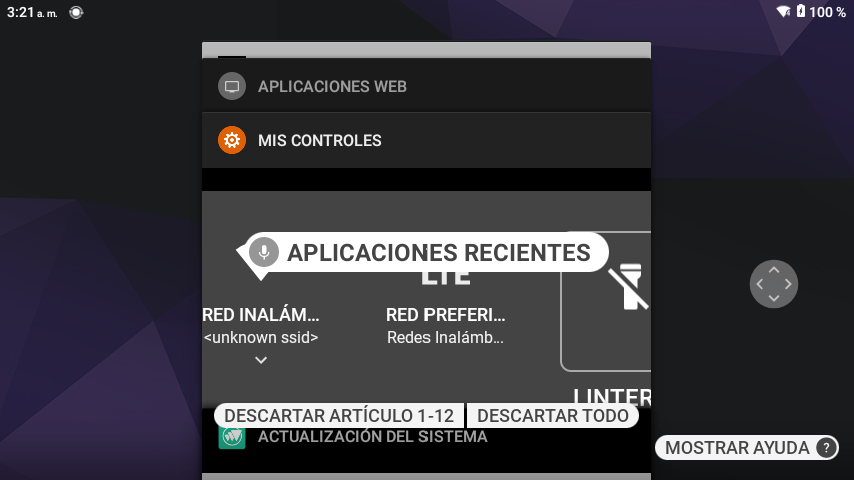 3:21 a. m.
100 %
APLICACIONES WEB
MIS CONTROLES
APLICACIONES RECIENTES
LTE
RED INALÁM...
RED PREFERI...
<unknown ssid>
Redes Inalámb...
LINTER
DESCARTAR ARTÍCULO 1-12
DESCARTAR TODO
ACTUALIZACIÓN DEL SISTEMA
MOSTRAR AYUDA ?